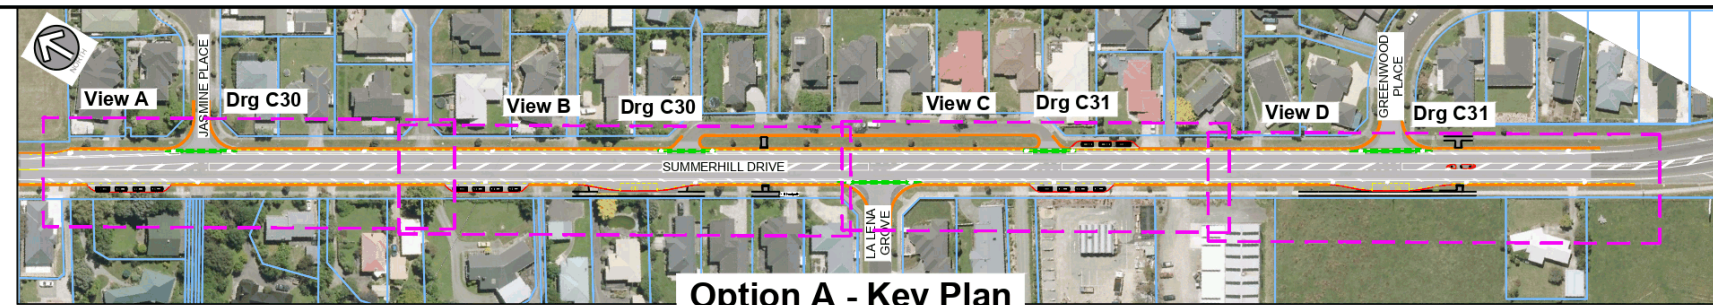 NORTH
JASMINE PLACE
View A
Drg C30
View B
Drg C30
View C
Drg C31
View D
GREENWOOD
PLACE
Drg C31
SUMMERHILL DRIVE
LA LENA
GROVE
Option A - Key Plan